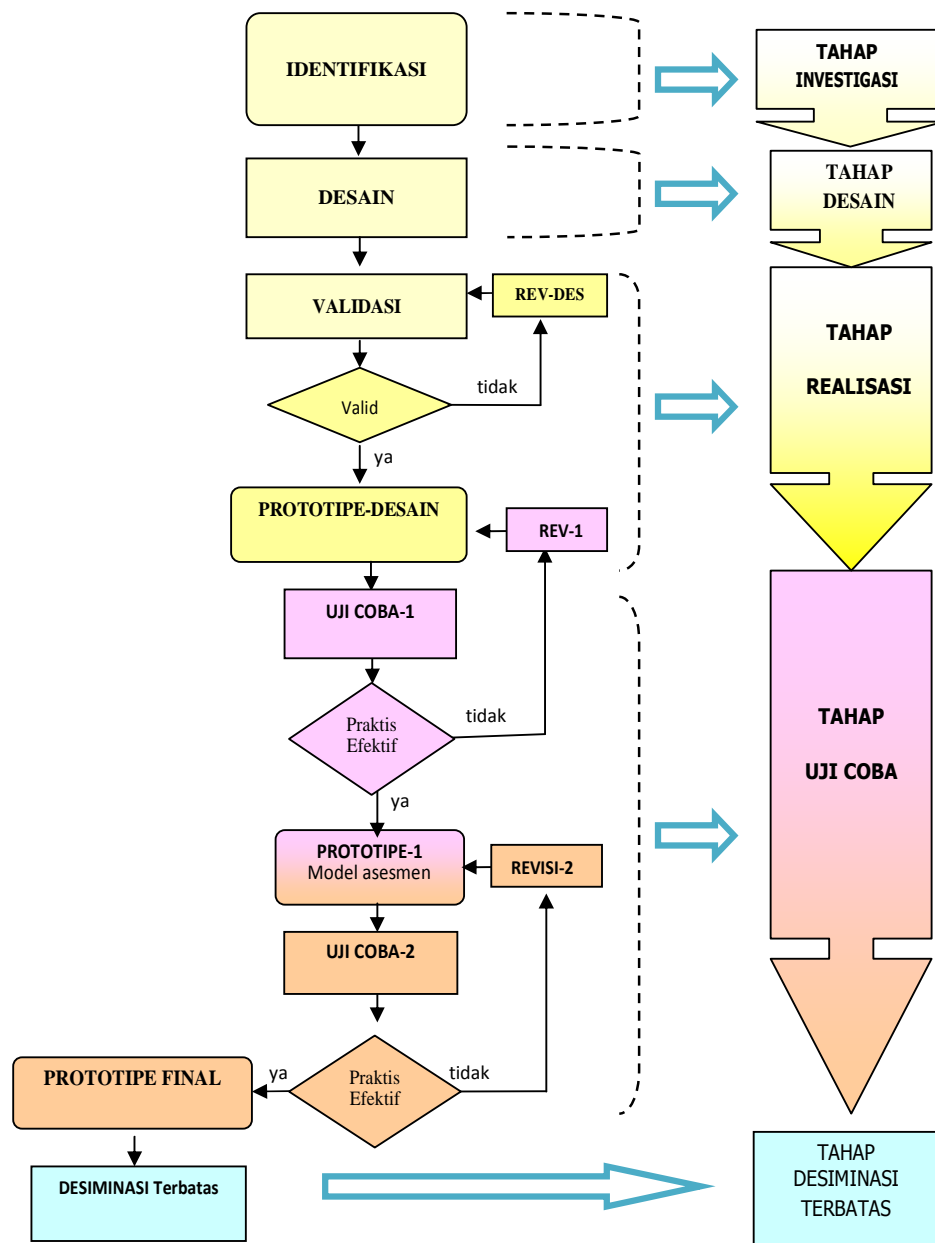 IDENTIFIKASI
TAHAP
INVESTIGASI
DESAIN
TAHAP
DESAIN
VALIDASI
REV-DES
Valid
tidak
ya
TAHAP
REALISASI
PROTOTIPE-DESAIN
REV-1
UJI COBA-1
Praktis
Efektif
tidak
ya
TAHAP
UJI COBA
PROTOTIPE-1
Model asesmen
REVISI-2
UJI COBA-2
Praktis
Efektif
tidak
ya
PROTOTIPE FINAL
DESIMINASI Terbatas
TAHAP
DESIMINASI
TERBATAS